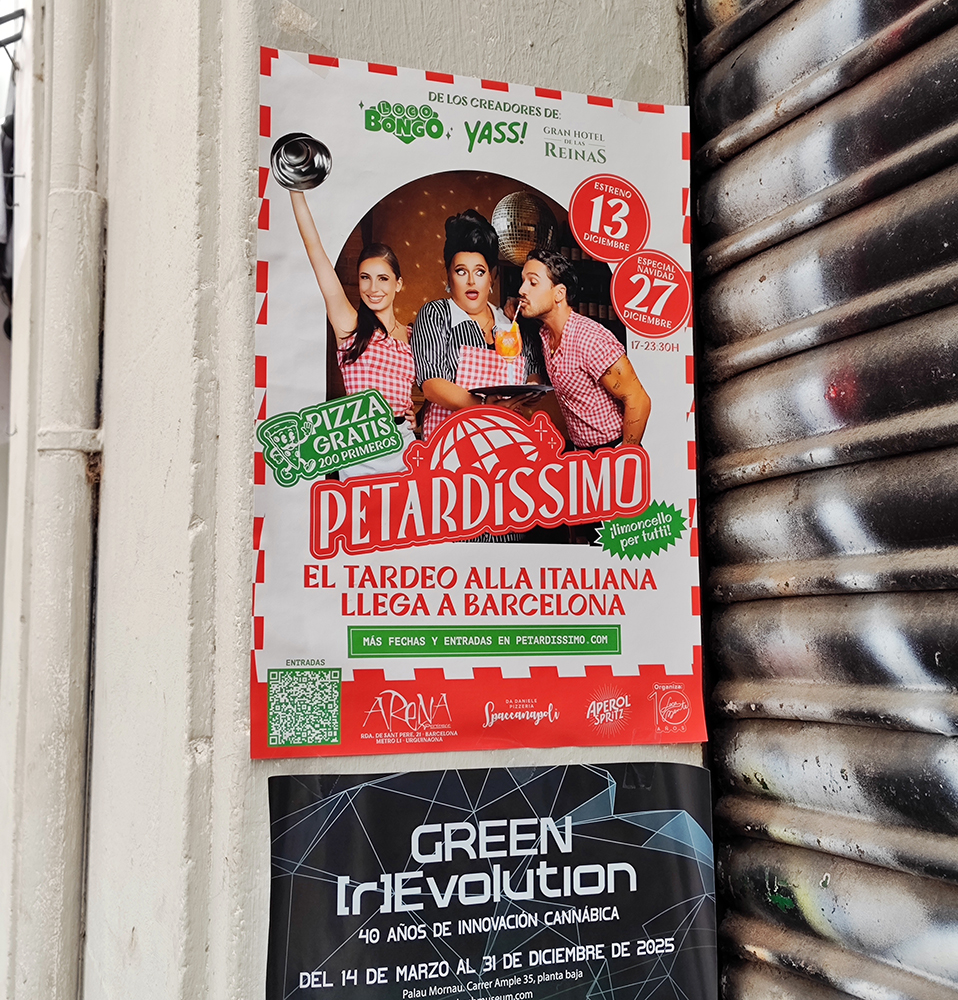 DE LOS CREADORES DE:
LOCO
BONGO
YASS!
GRAN HOTEL
DE LAS
REINAS
ESTRENO
13
DICIEMBRE
ESPECIAL
NAVIDAD
27
DICIEMBRE
17-23:30H
PIZZA
GRATIS
200 PRIMEROS
PETARDÍSSIMO
¡limoncello
per tutti!
EL TARDEO ALLA ITALIANA
LLEGA A BARCELONA
MÁS FECHAS Y ENTRADAS EN PETARDISSIMO.COM
ENTRADAS
ARENA
RDA. DE SANT PERE, 21 · BARCELONA
METRO L1 · URQUINAONA
DA DANIELE
PIZZERIA
Spaccanapoli
APEROL
SPRITZ
Organiza:
10
AÑOS
GREEN
[r]Evolution
40 AÑOS DE INNOVACIÓN CANNÁBICA
DEL 14 DE MARZO AL 31 DE DICIEMBRE DE 2025
Palau Mornau. Carrer Ample 35, planta baja
museum.com